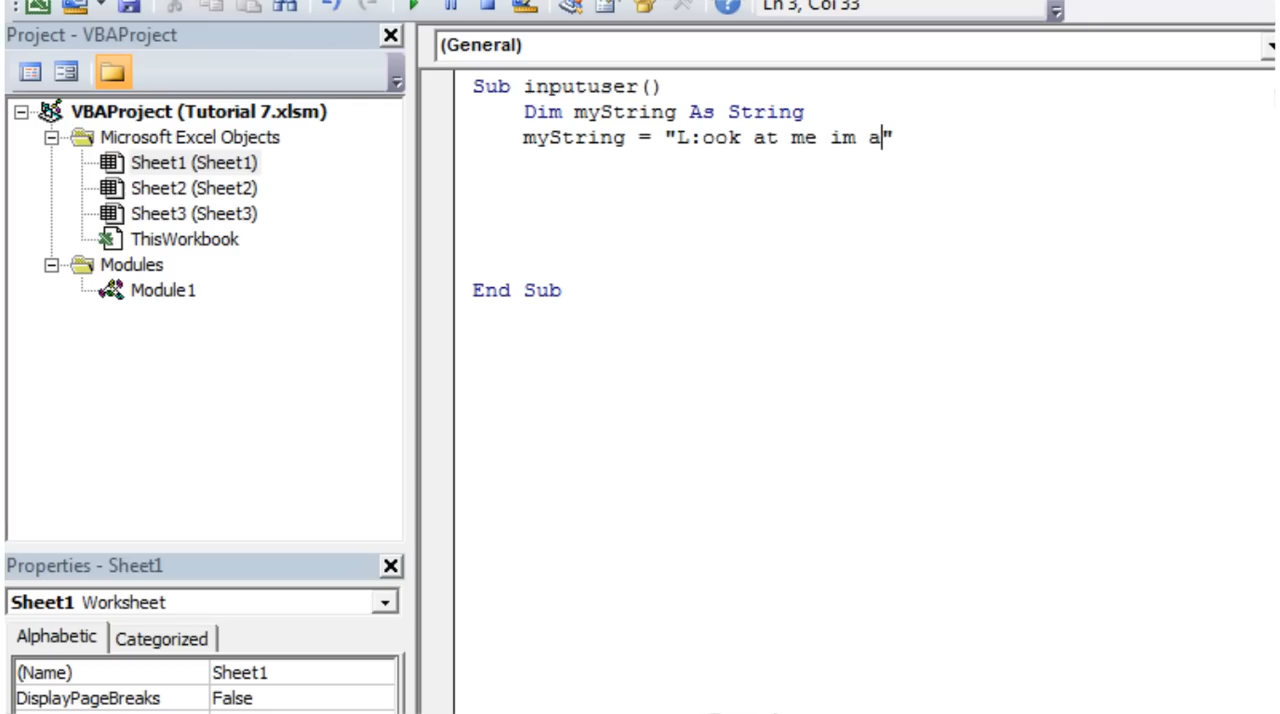 Ln 3, Col 33
Project - VBAProject
(General)
VBAProject (Tutorial 7.xlsm)
Microsoft Excel Objects
Sheet1 (Sheet1)
Sheet2 (Sheet2)
Sheet3 (Sheet3)
ThisWorkbook
Modules
Module1
Sub inputuser()
Dim myString As String
myString = "L:ook at me im a"
End Sub
Properties - Sheet1
Sheet1 Worksheet
Alphabetic Categorized
(Name) Sheet1
DisplayPageBreaks False